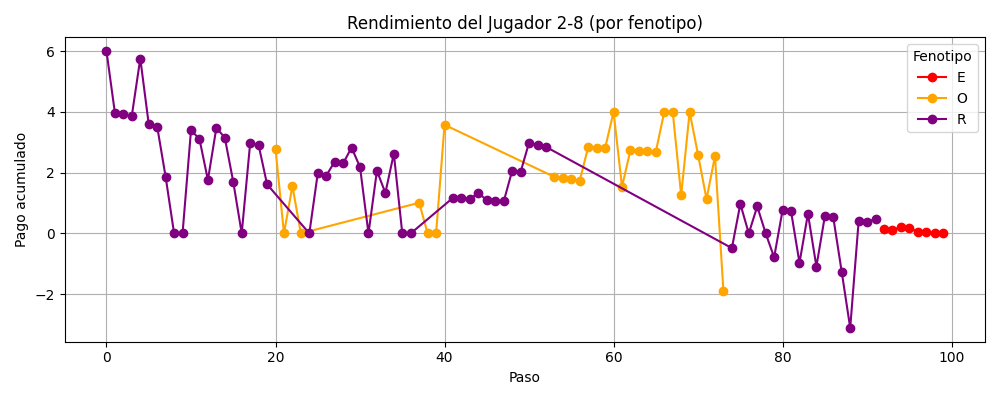 Rendimiento del Jugador 2-8 (por fenotipo)
Pago acumulado
6
4
2
0
−2
0
20
40
60
80
100
Paso
Fenotipo
E
O
R